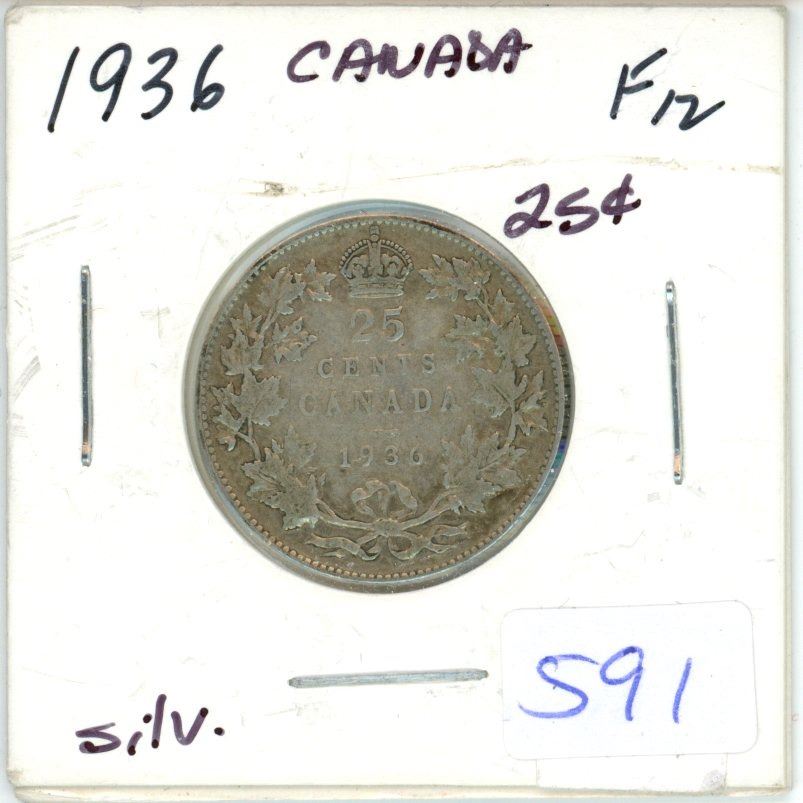 1936 CANADA F12
25¢
25
CENTS
CANADA
1936
591
silv.